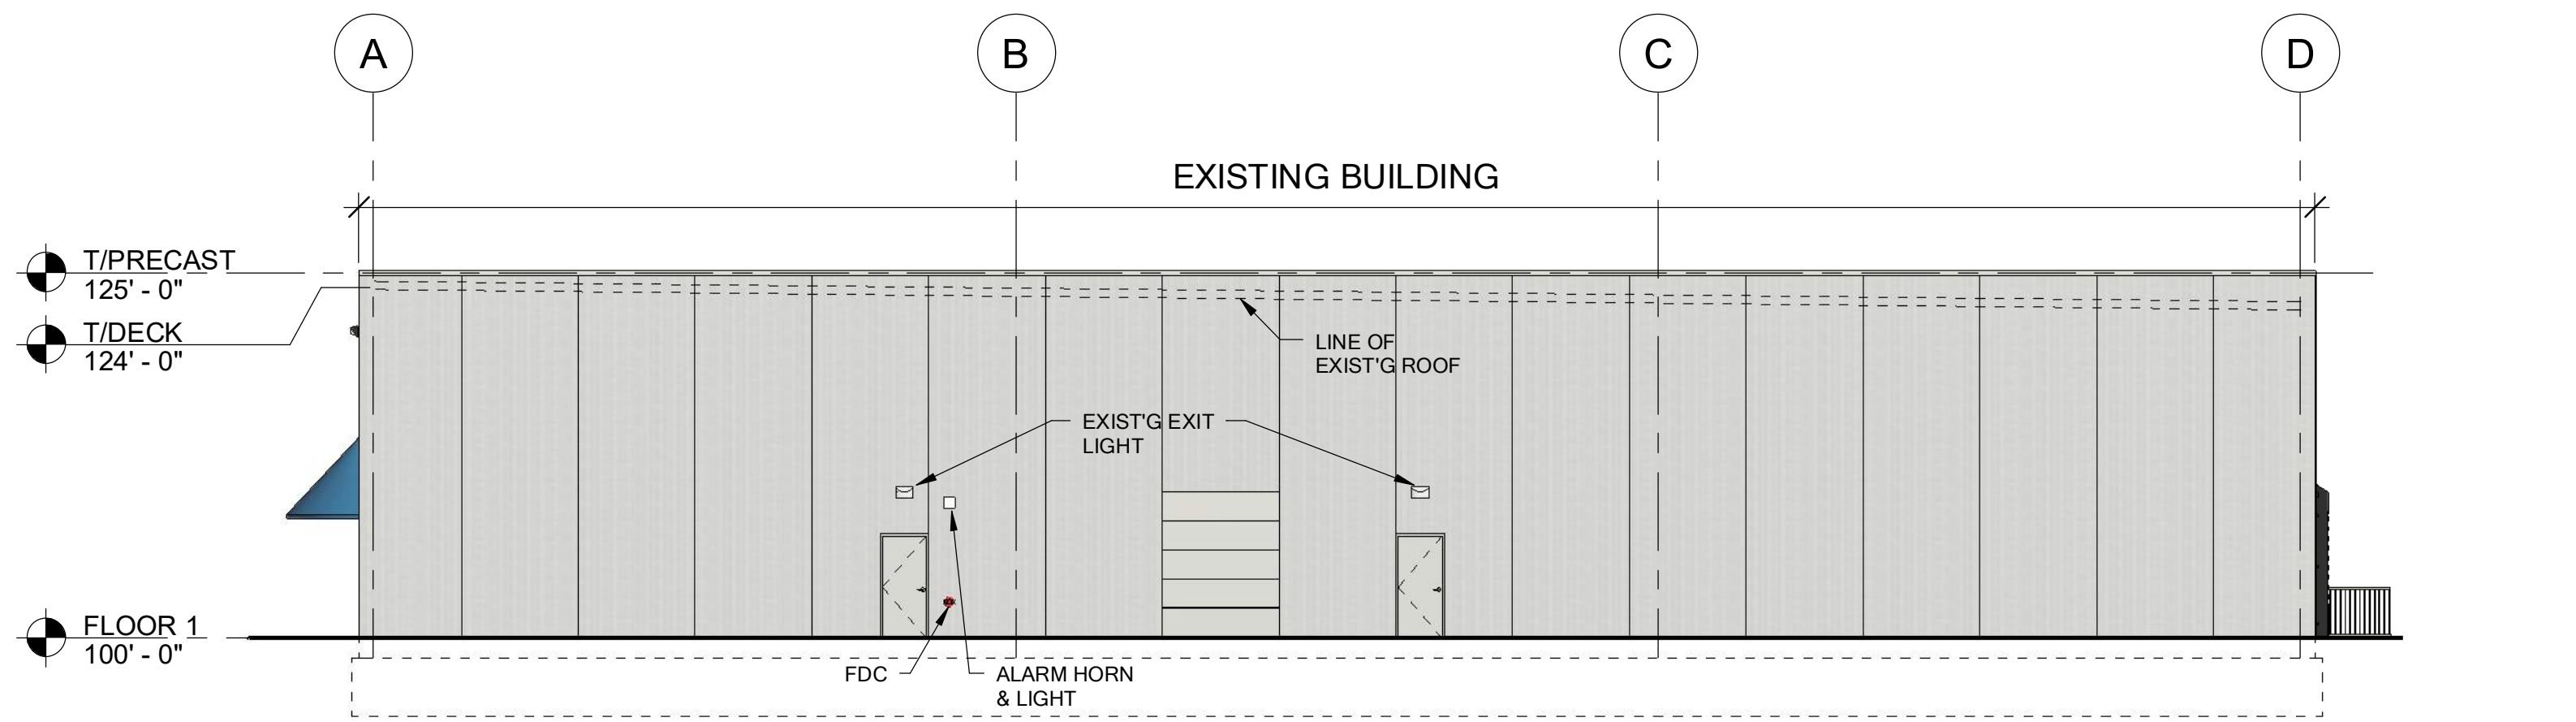 A
B
C
D
EXISTING BUILDING
T/PRECAST
125' - 0"
T/DECK
124' - 0"
LINE OF
EXIST'G ROOF
EXIST'G EXIT
LIGHT
FLOOR 1
100' - 0"
FDC
ALARM HORN
& LIGHT